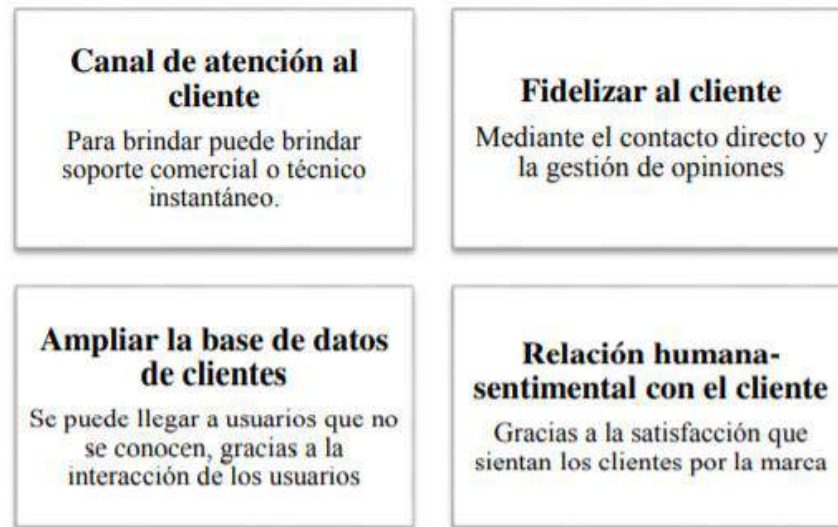 Canal de atención al
cliente
Para brindar puede brindar
soporte comercial o técnico
instantáneo.
Fidelizar al cliente
Mediante el contacto directo y
la gestión de opiniones
Ampliar la base de datos
de clientes
Se puede llegar a usuarios que no
se conocen, gracias a la
interacción de los usuarios
Relación humana-
sentimental con el cliente
Gracias a la satisfacción que
sientan los clientes por la marca